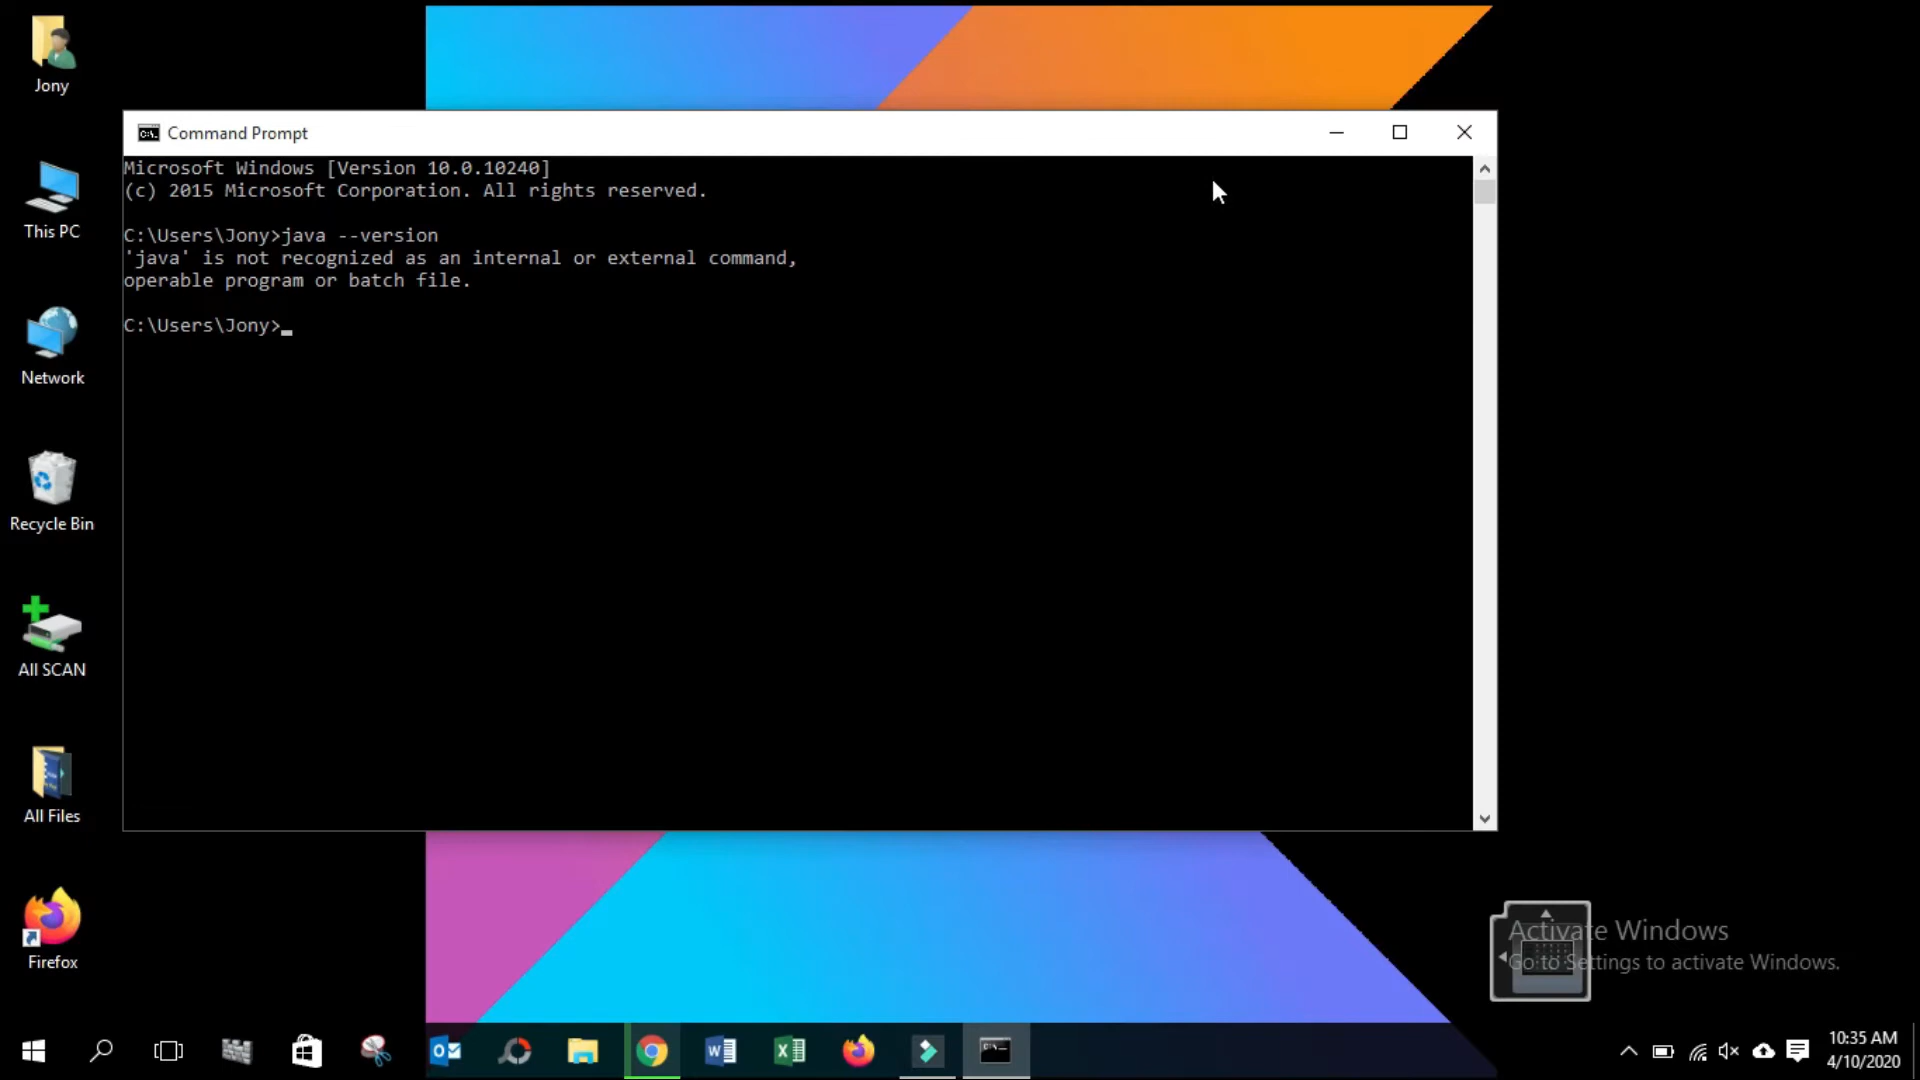 Jony
This PC
Network
Recycle Bin
All SCAN
All Files
Firefox
Command Prompt
Microsoft Windows [Version 10.0.10240]
(c) 2015 Microsoft Corporation. All rights reserved.
C:\Users\Jony>java --version
'java' is not recognized as an internal or external command,
operable program or batch file.
C:\Users\Jony>_
Activate Windows
Go to Settings to activate Windows.
10:35 AM
4/10/2020